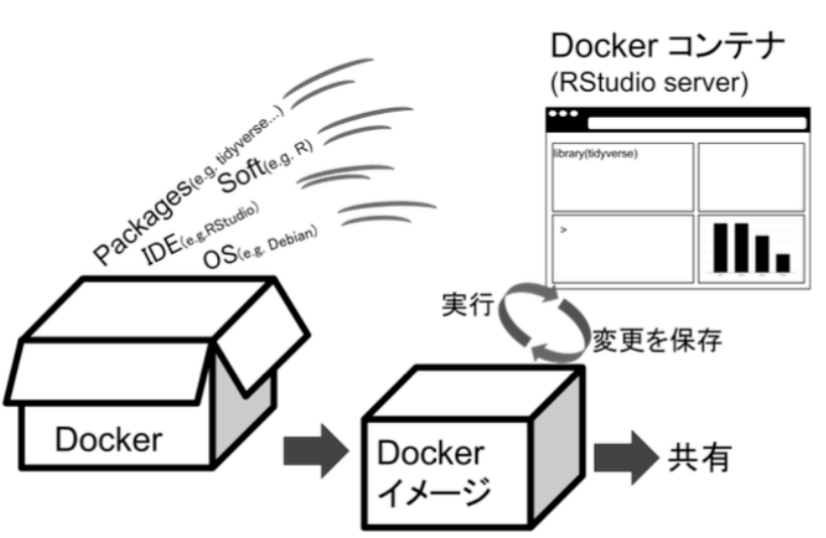 Docker コンテナ
(RStudio server)
library(tidyverse)
>
Packages(e.g. tidyverse...)
Soft(e.g. R)
IDE(e.g.RStudio)
OS(e.g. Debian)
実行
変更を保存
Docker
Docker
イメージ
共有